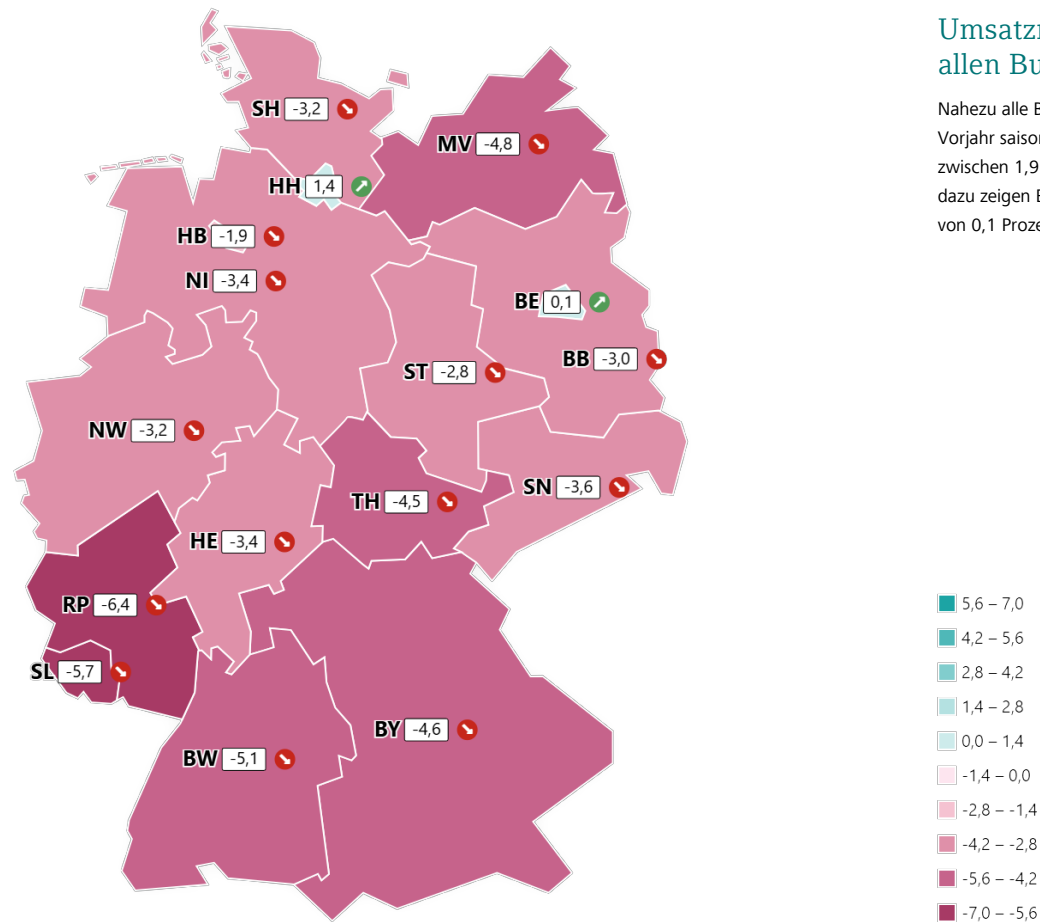 Umsatz
allen Bu
Nahezu alle B
Vorjahr saison
zwischen 1,9
dazu zeigen B
von 0,1 Proze
SH -3,2
MV -4,8
HH 1,4
HB -1,9
NI -3,4
BE 0,1
BB -3,0
ST -2,8
NW -3,2
SN -3,6
TH -4,5
HE -3,4
RP -6,4
SL -5,7
BY -4,6
BW -5,1
5,6 – 7,0
4,2 – 5,6
2,8 – 4,2
1,4 – 2,8
0,0 – 1,4
-1,4 – 0,0
-2,8 – -1,4
-4,2 – -2,8
-5,6 – -4,2
-7,0 – -5,6